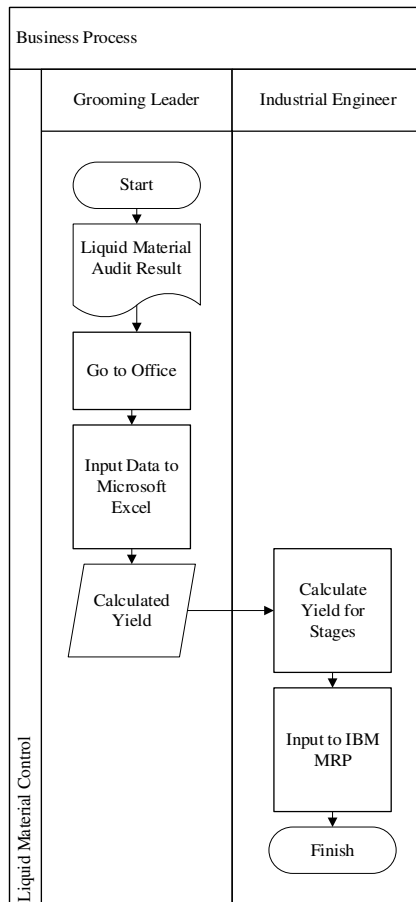 Business Process
Grooming Leader
Industrial Engineer
Start
Liquid Material
Audit Result
Go to Office
Input Data to
Microsoft
Excel
Calculated
Yield
Calculate
Yield for
Stages
Input to IBM
MRP
Finish
Liquid Material Control